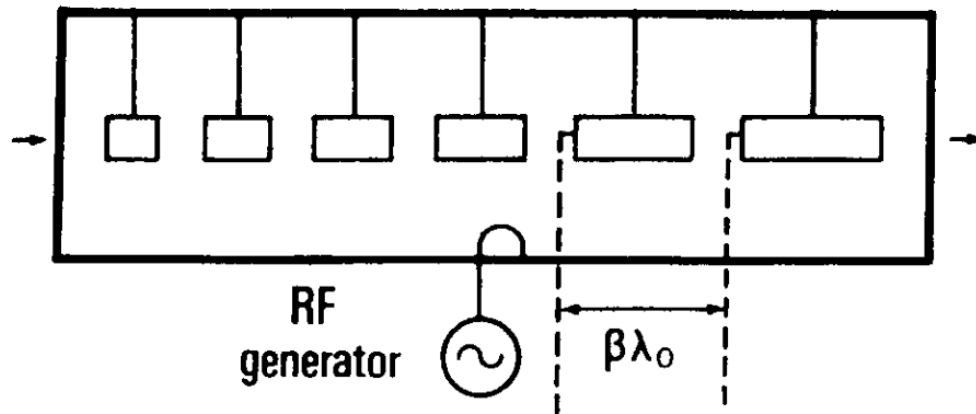 RF
generator
βλ₀